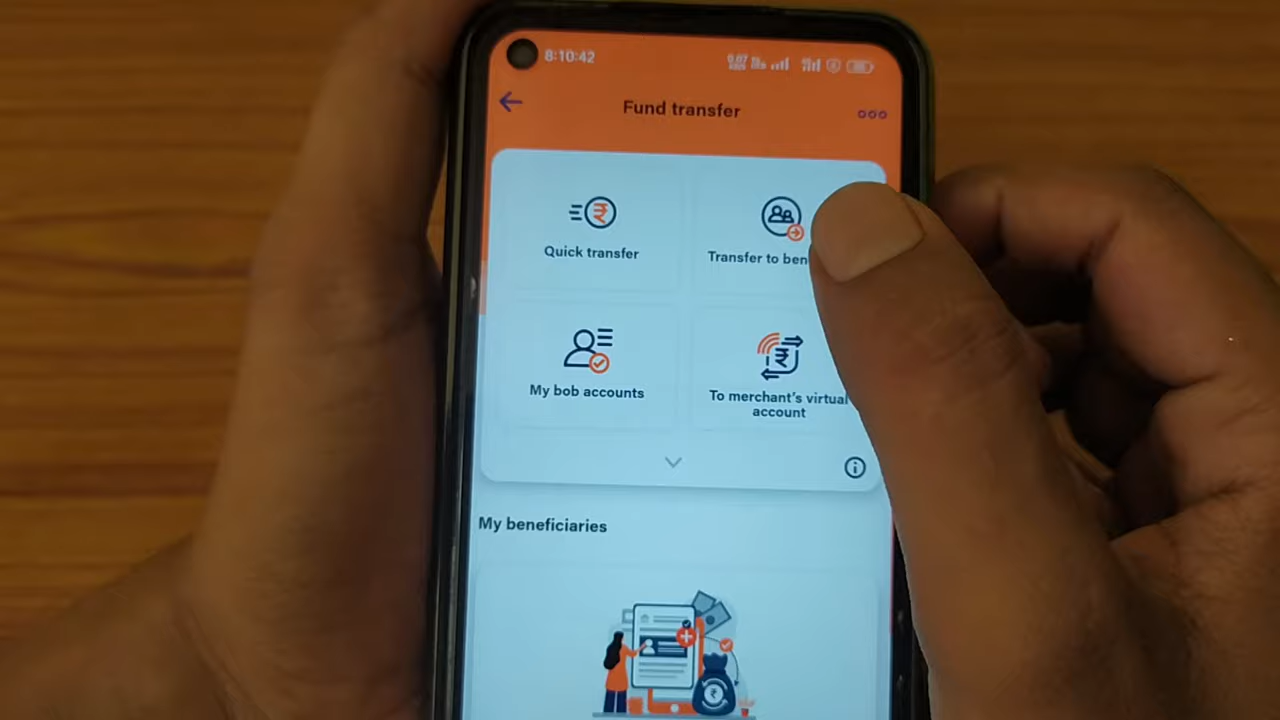 8:10:42
Fund transfer
Quick transfer
Transfer to ben
My bob accounts
To merchant's virtual
account
My beneficiaries